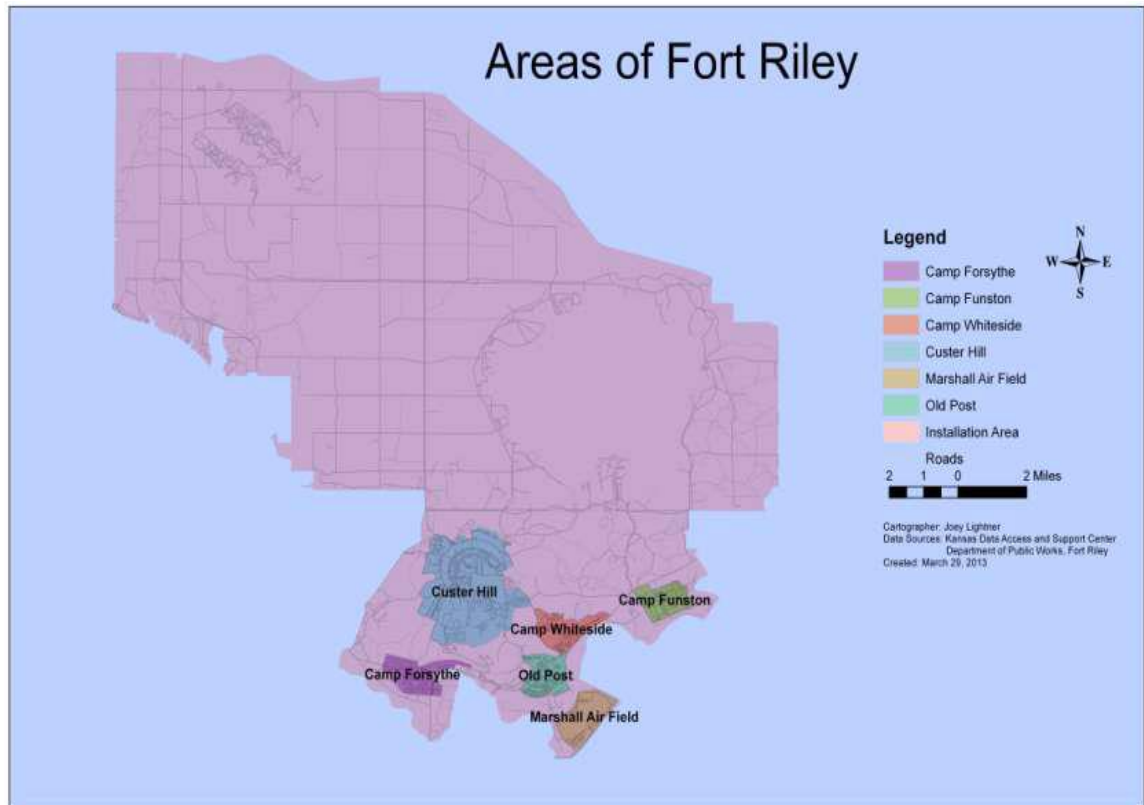 Areas of Fort Riley
Legend
N
W E
S
Camp Forsythe
Camp Funston
Camp Whiteside
Custer Hill
Marshall Air Field
Old Post
Installation Area
Roads
2 1 0 2 Miles
Cartographer: Joey Lightner
Data Sources: Kansas Data Access and Support Center
Department of Public Works, Fort Riley
Created: March 29, 2013
Custer Hill
Camp Funston
Camp Whiteside
Camp Forsythe
Old Post
Marshall Air Field